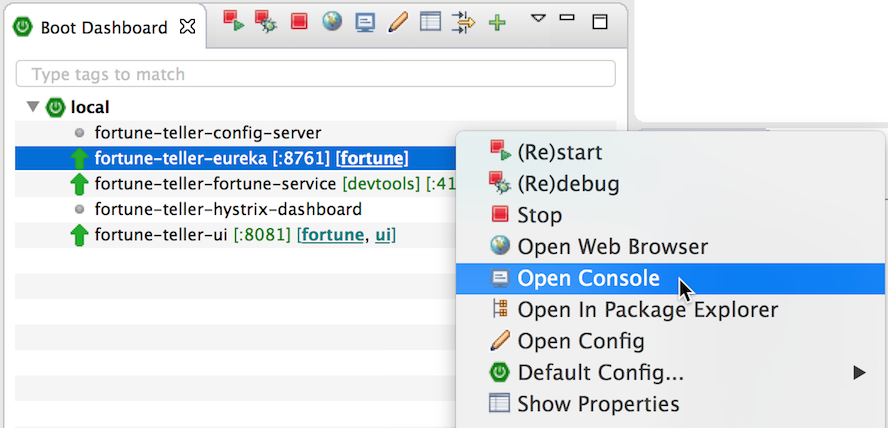 Boot Dashboard
Type tags to match
local
fortune-teller-config-server
fortune-teller-eureka [:8761] [fortune]
fortune-teller-fortune-service [devtools] [:41
fortune-teller-hystrix-dashboard
fortune-teller-ui [:8081] [fortune, ui]
(Re)start
(Re)debug
Stop
Open Web Browser
Open Console
Open In Package Explorer
Open Config
Default Config...
Show Properties